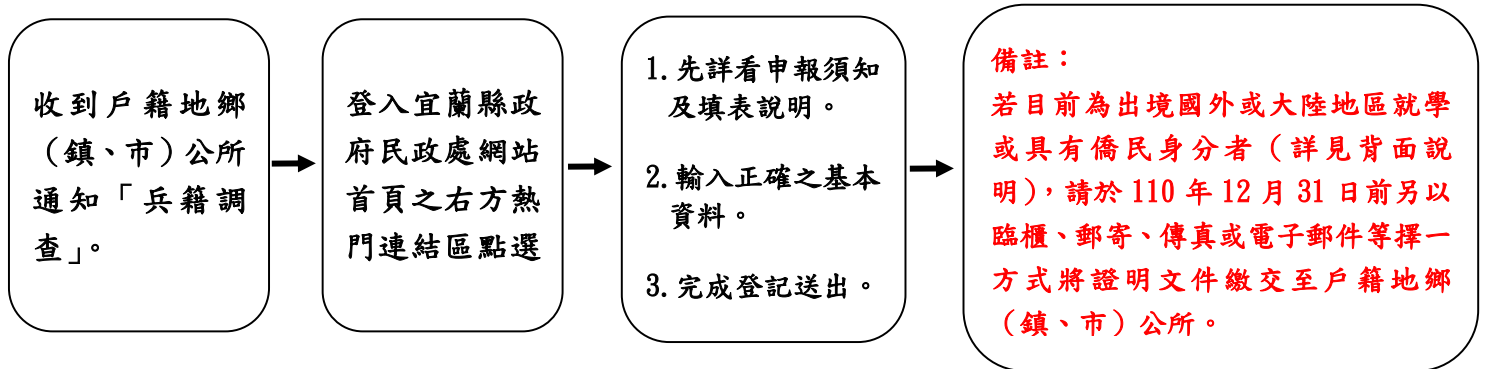 收到戶籍地鄉
（鎮、市）公所
通知「兵籍調
查」。
登入宜蘭縣政
府民政處網站
首頁之右方熱
門連結區點選
1.先詳看申報須知
及填表說明。
2.輸入正確之基本
資料。
3.完成登記送出。
備註：
若目前為出境國外或大陸地區就學
或具有僑民身分者（詳見背面說
明），請於 110 年 12 月 31 日前另以
臨櫃、郵寄、傳真或電子郵件等擇一
方式將證明文件繳交至戶籍地鄉
（鎮、市）公所。